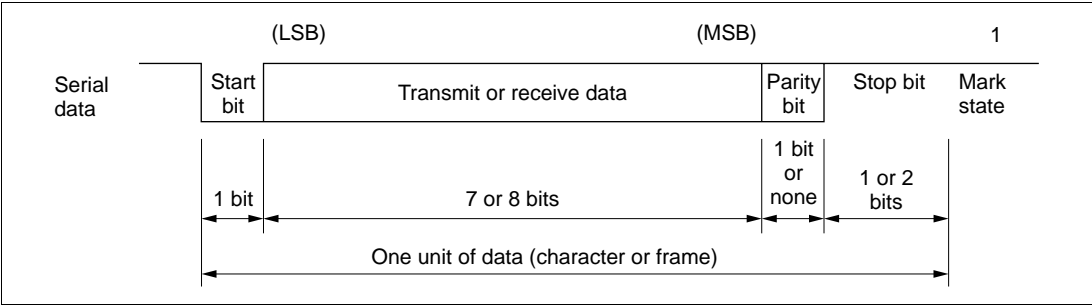 (LSB) (MSB) 1
Serial data
Start bit
Transmit or receive data
Parity bit
Stop bit
Mark state
1 bit
7 or 8 bits
1 bit or none
1 or 2 bits
One unit of data (character or frame)